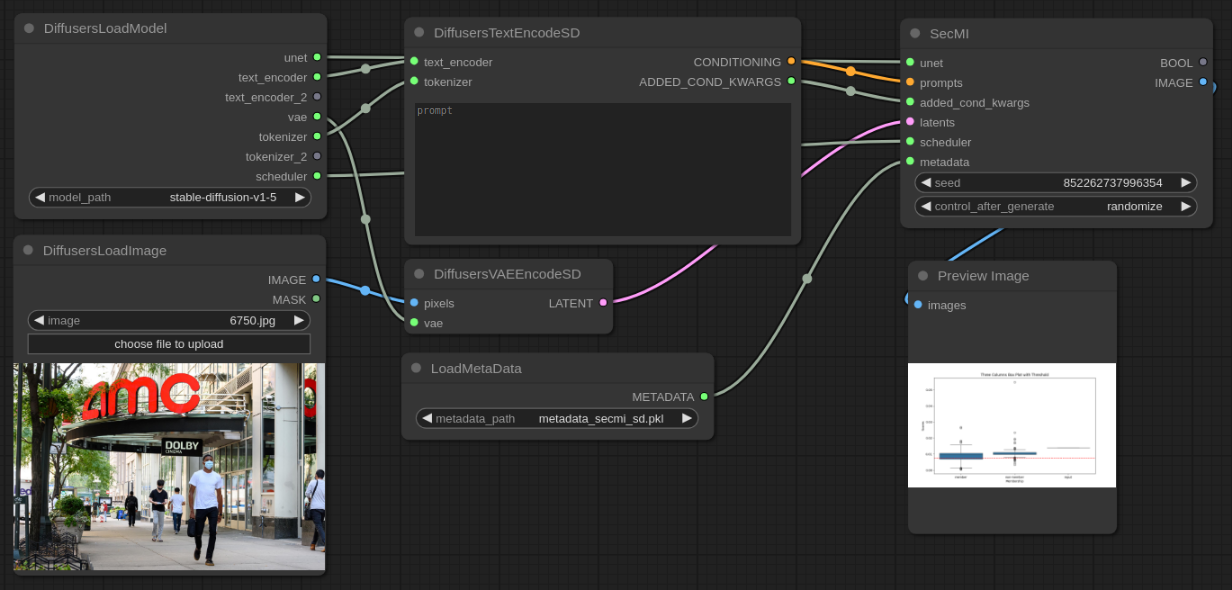 DiffusersLoadModel
unet
text_encoder
text_encoder_2
vae
tokenizer
tokenizer_2
scheduler
model_path stable-diffusion-v1-5
DiffusersLoadImage
IMAGE
MASK
image 6750.jpg
choose file to upload
amc
DOLBY
CINEMA
DiffusersTextEncodeSD
text_encoder CONDITIONING
tokenizer ADDED_COND_KWARGS
prompt
DiffusersVAEEncodeSD
pixels LATENT
vae
LoadMetaData
METADATA
metadata_path metadata_secmi_sd.pkl
SecMI
unet BOOL
prompts IMAGE
added_cond_kwargs
latents
scheduler
metadata
seed 852262737996354
control_after_generate randomize
Preview Image
images
Three Columns Box Plot with Threshold